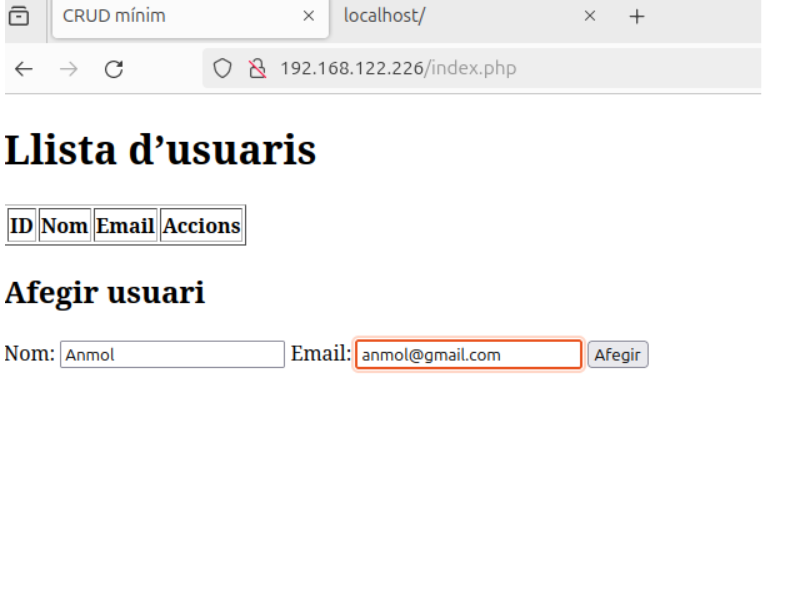 CRUD mínim localhost/
192.168.122.226/index.php
Llista d’usuaris
ID Nom Email Accions
Afegir usuari
Nom: Anmol Email: anmol@gmail.com Afegir